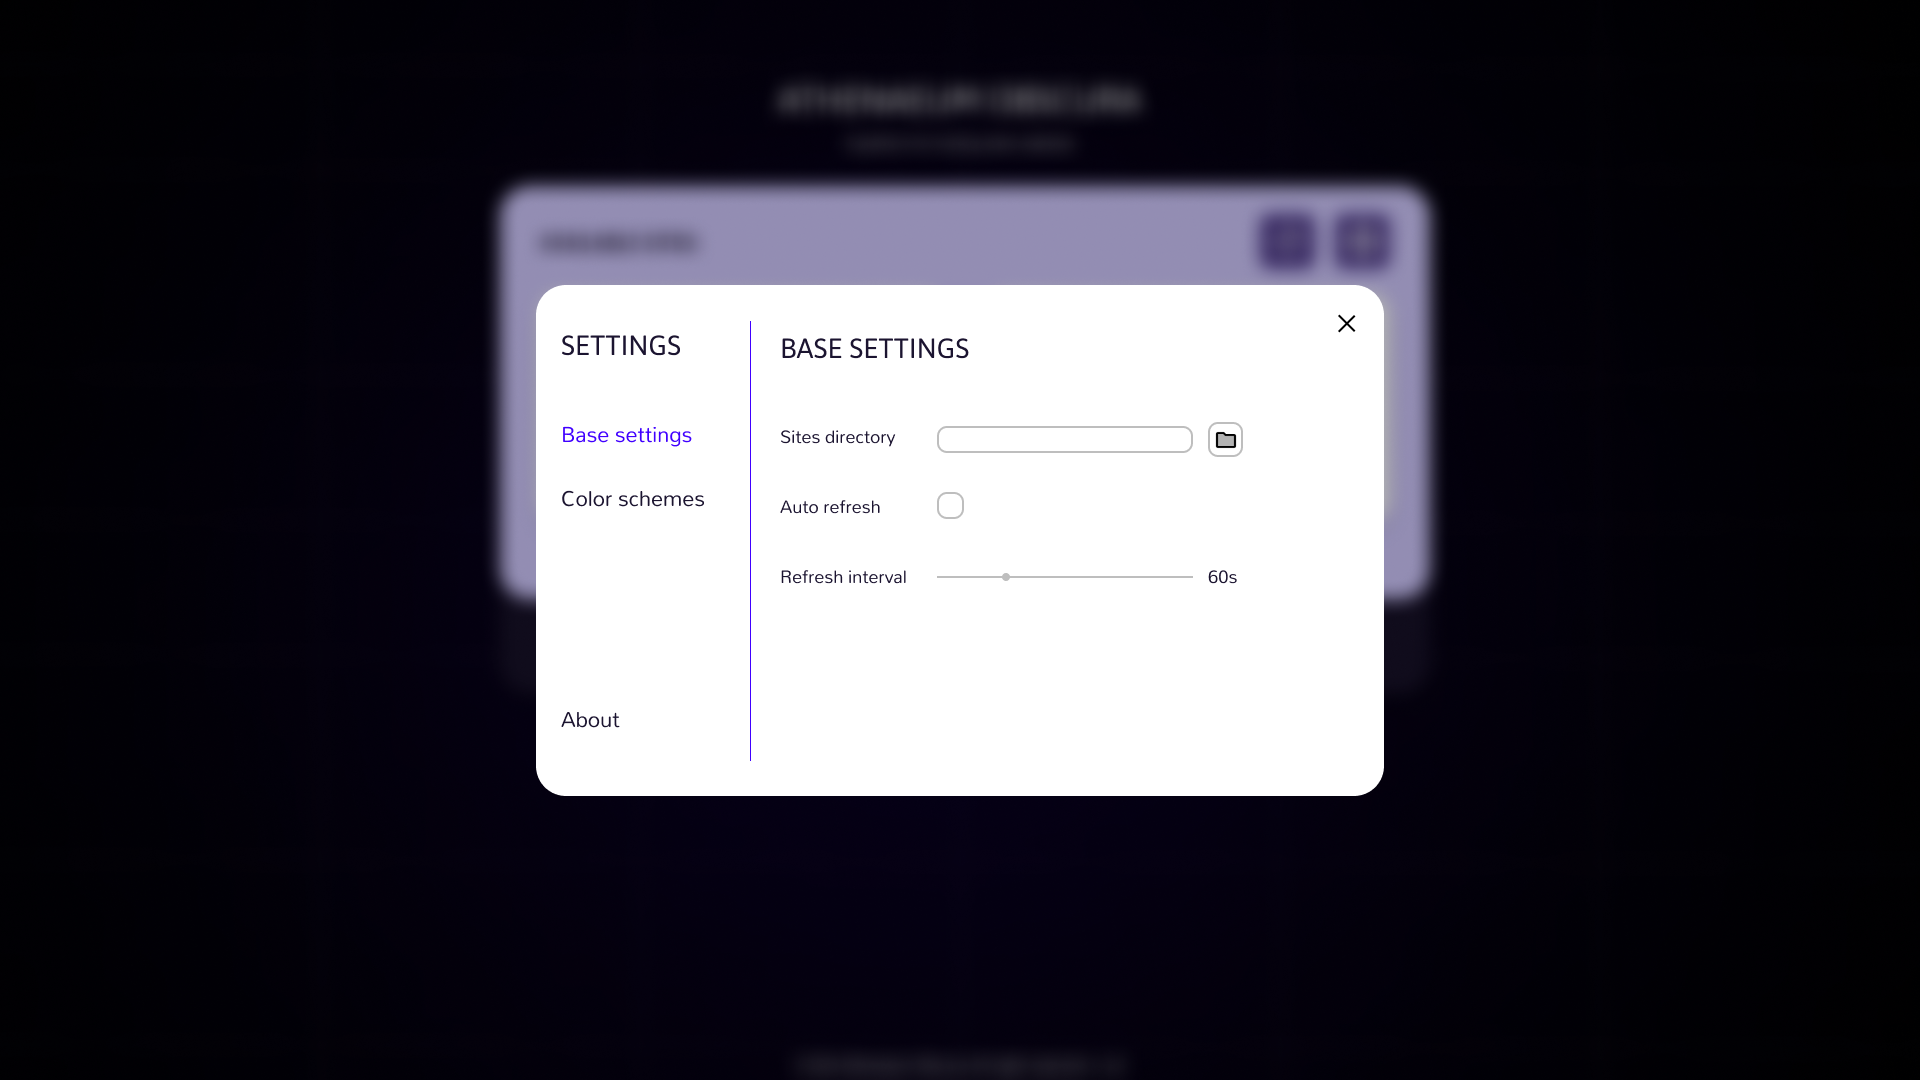 SETTINGS
Base settings
Color schemes
About
BASE SETTINGS
Sites directory
Auto refresh
Refresh interval
60s